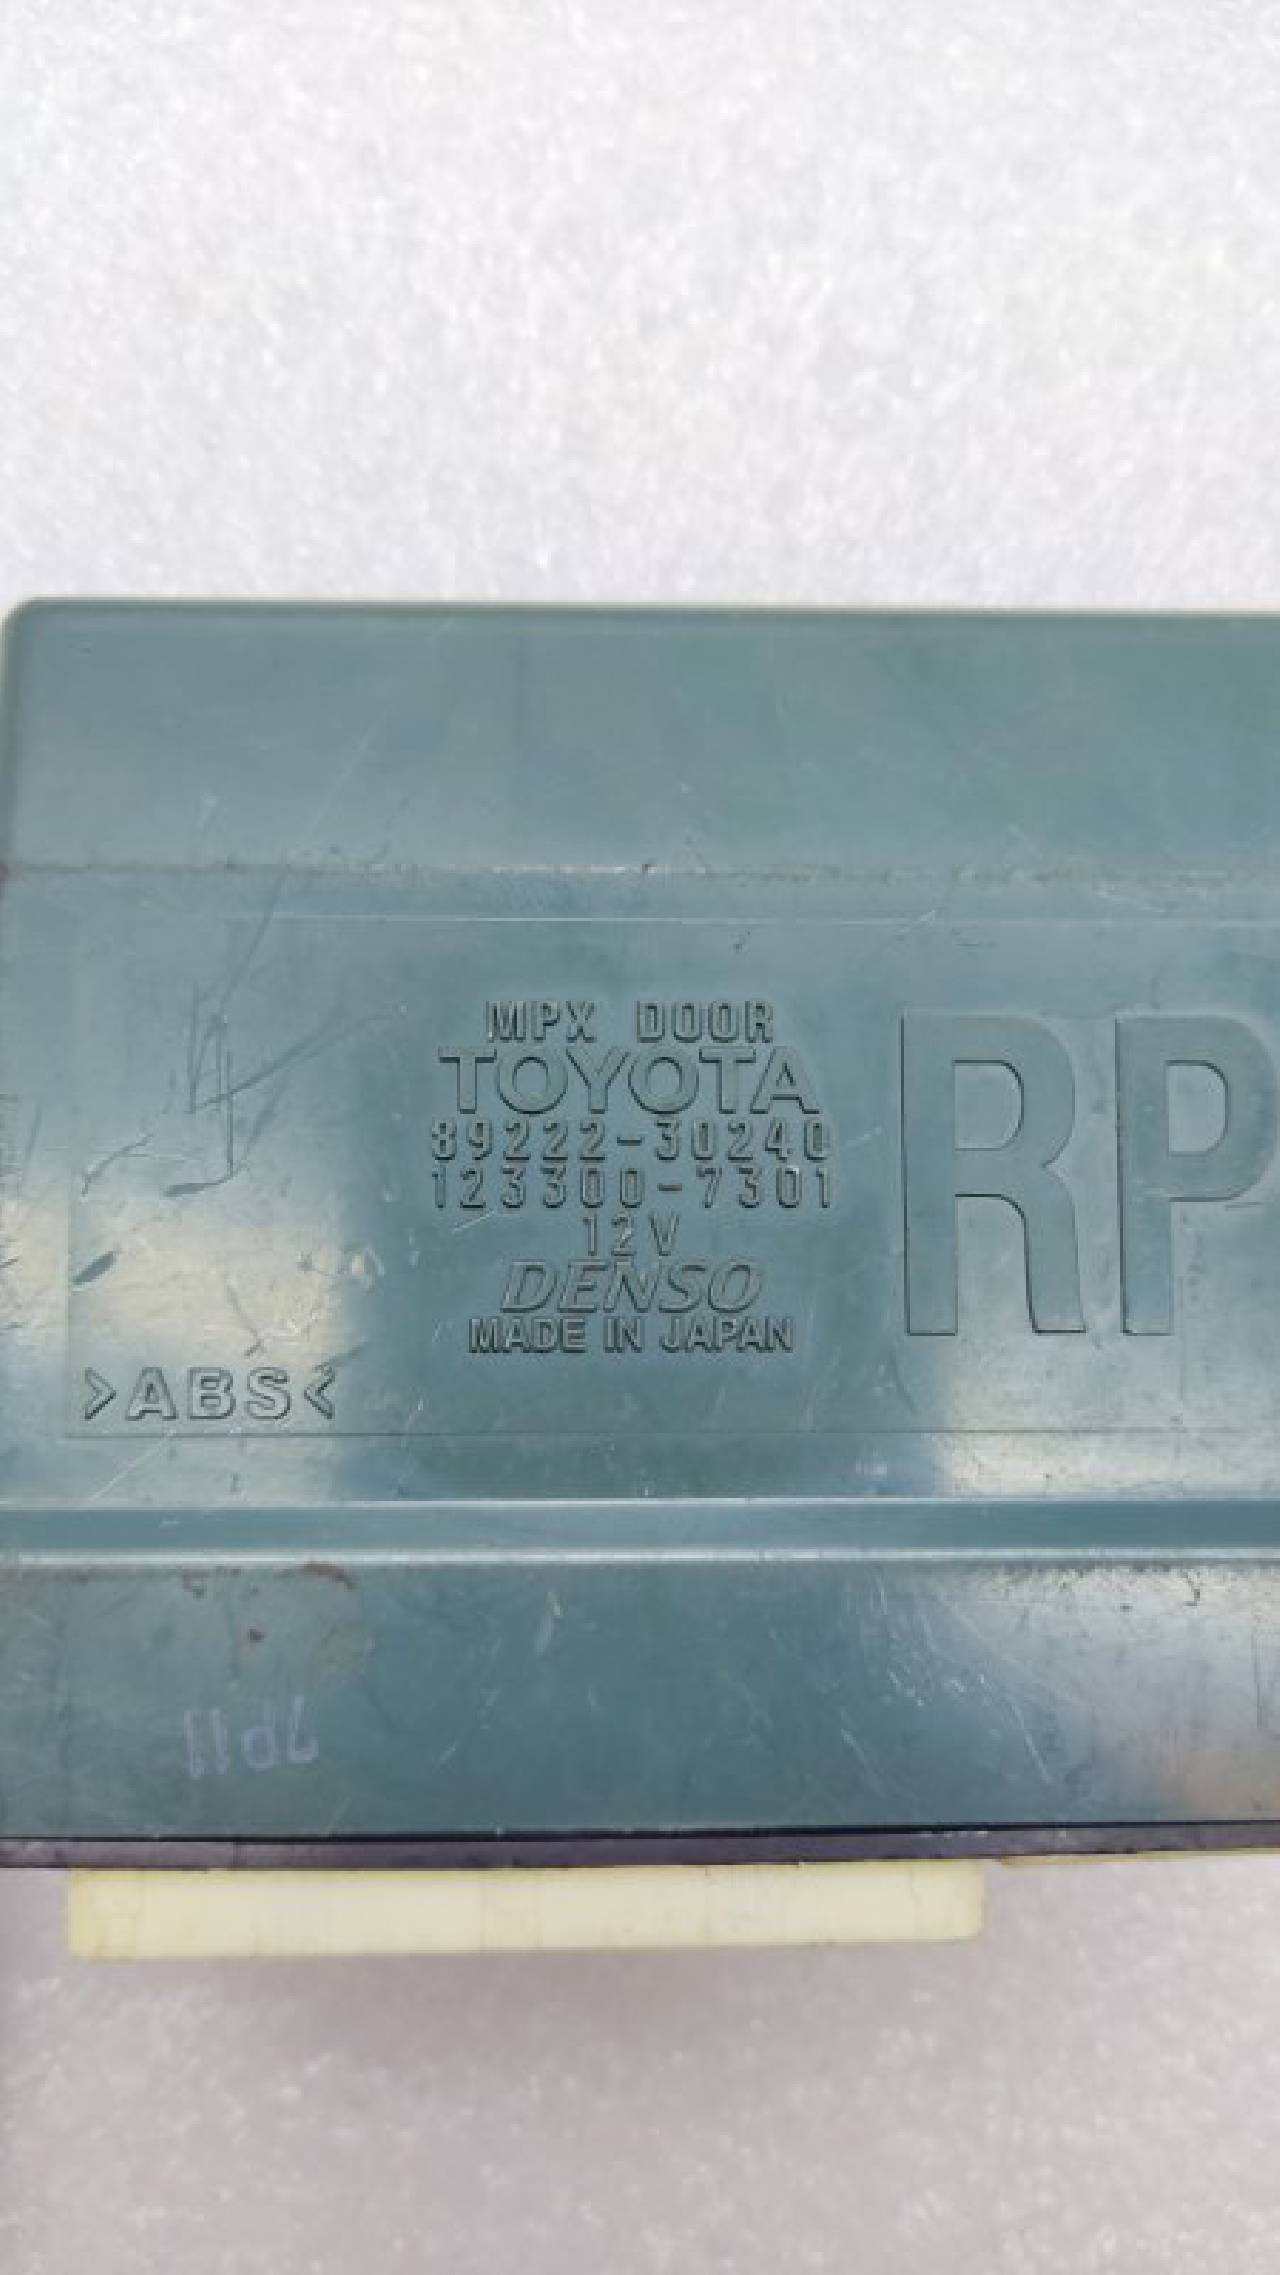 MPX DOOR
TOYOTA
89222-30240
123300-7301
12V
DENSO
MADE IN JAPAN
RP
>ABS<